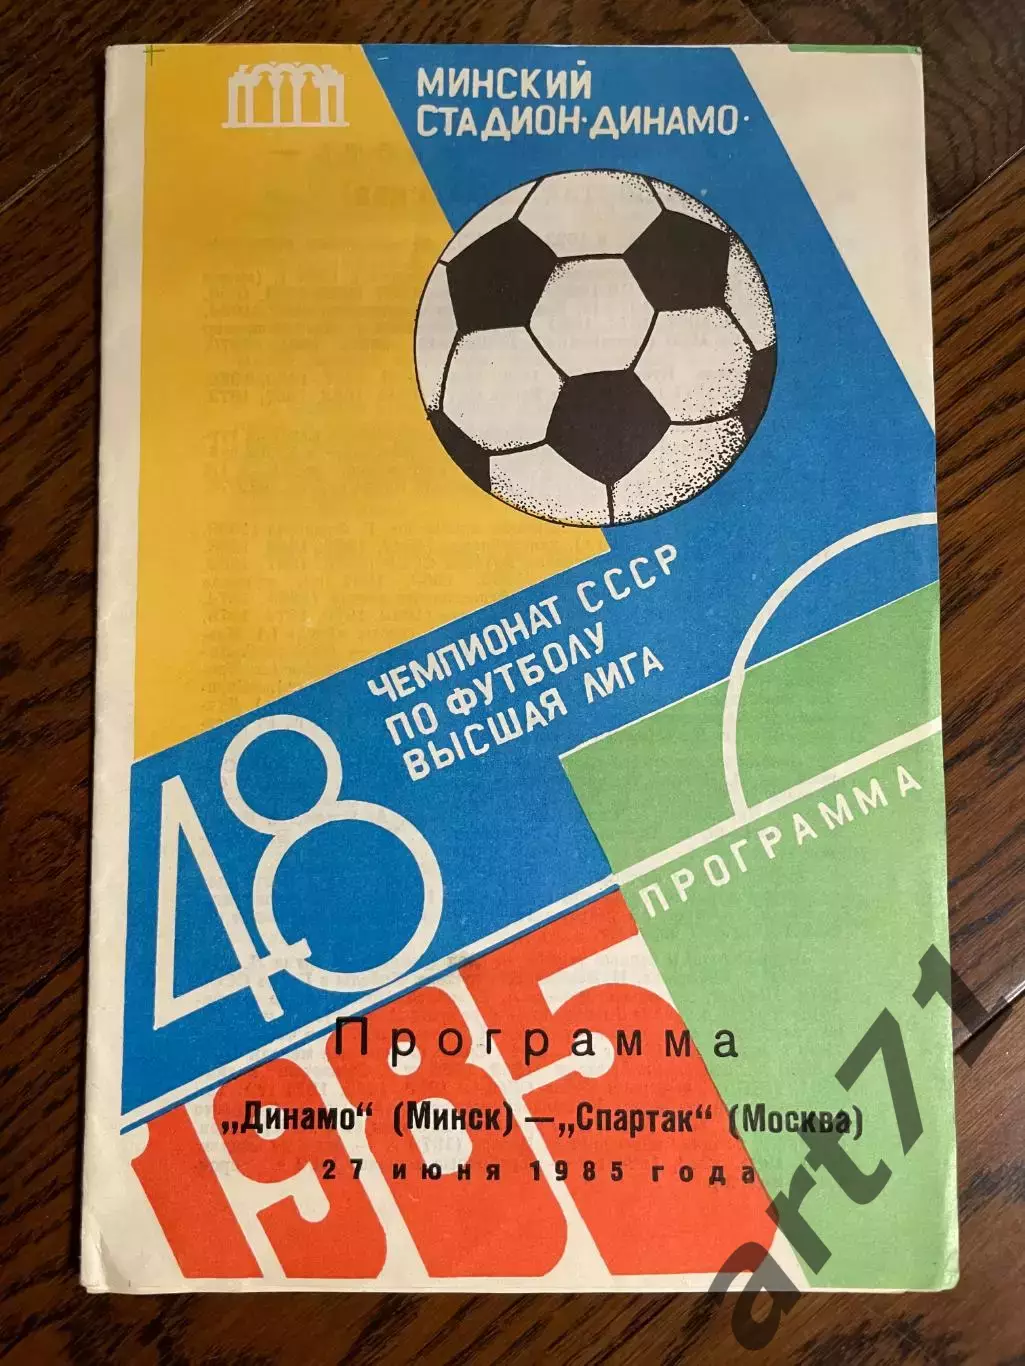 МИНСКИЙ
СТАДИОН·ДИНАМО·
ЧЕМПИОНАТ СССР
ПО ФУТБОЛУ
ВЫСШАЯ ЛИГА
48
ПРОГРАММА
1985
Программа
„Динамо“ (Минск) — „Спартак“ (Москва)
27 июня 1985 года
art71